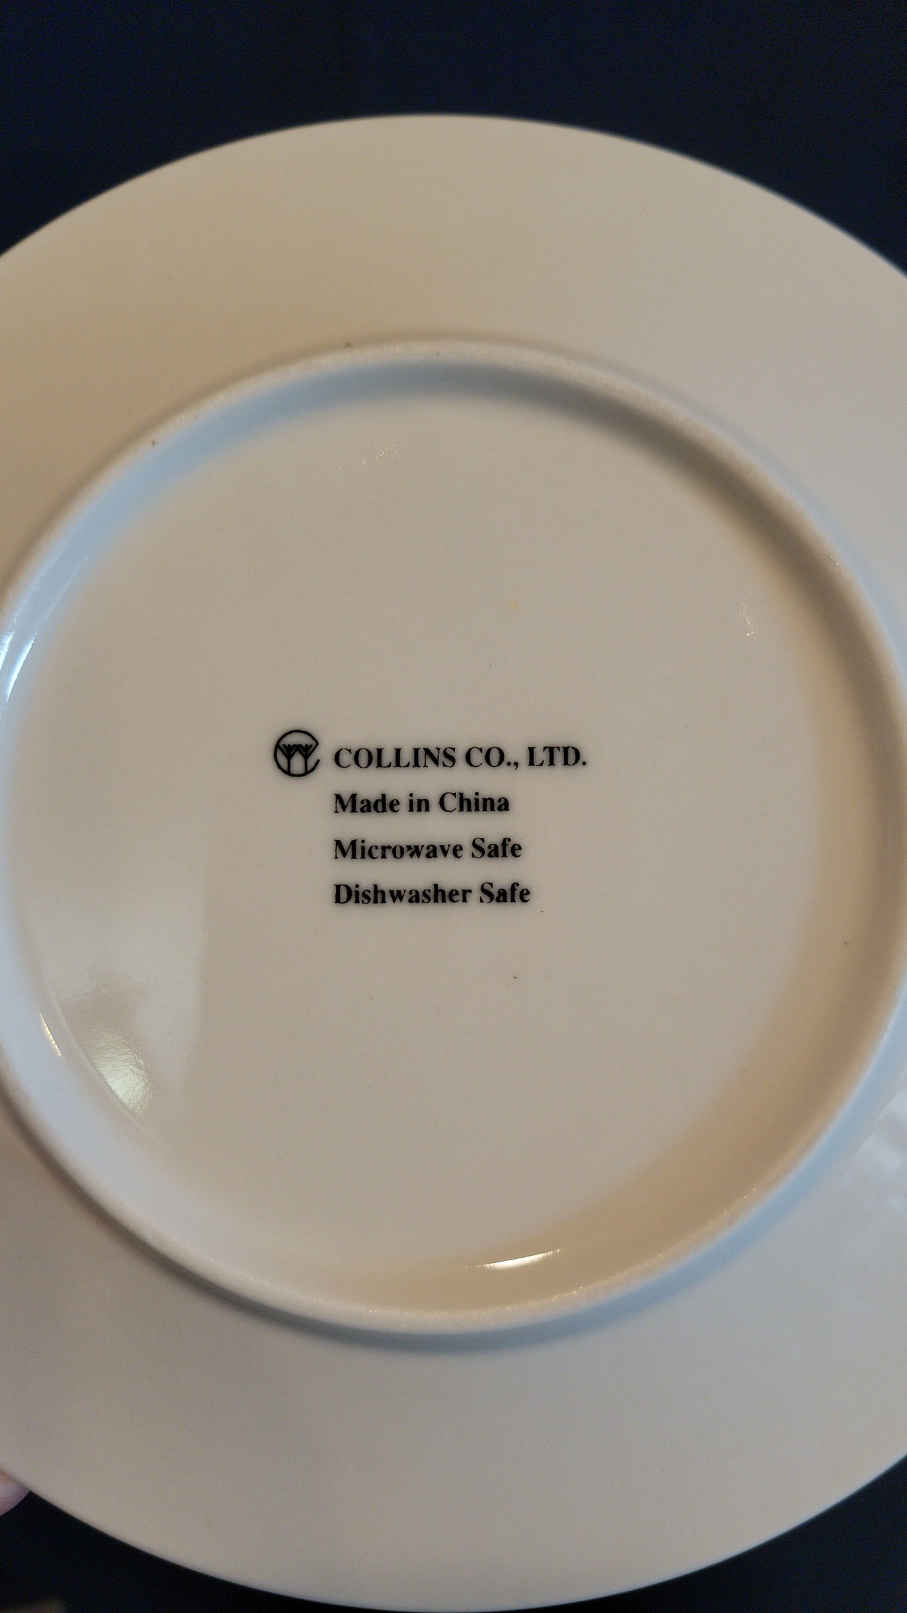 COLLINS CO., LTD.
Made in China
Microwave Safe
Dishwasher Safe